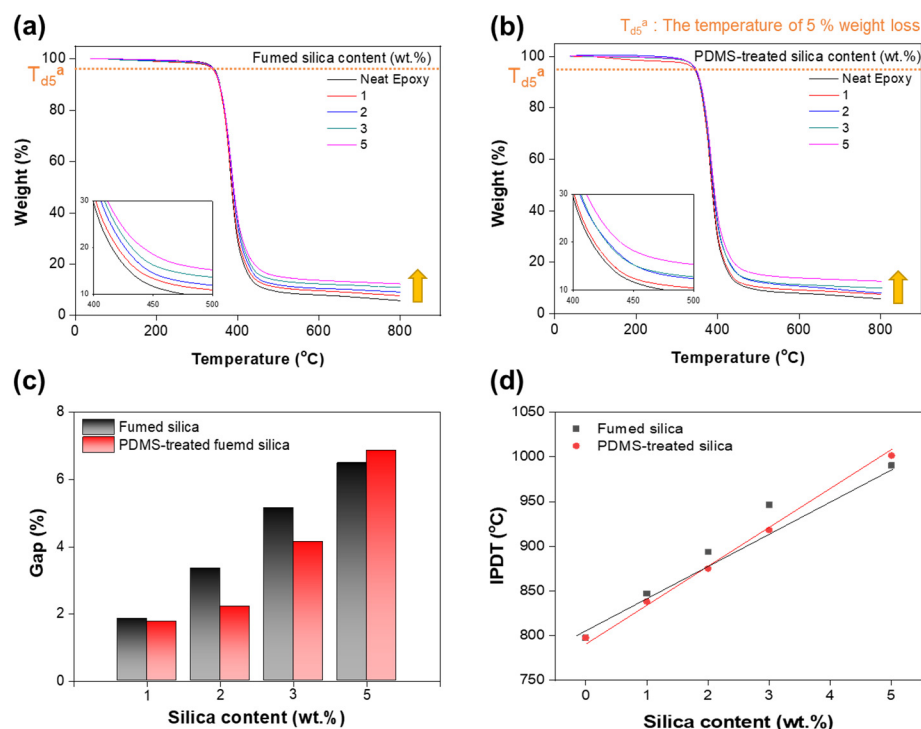 (a)
Fumed silica content (wt.%)
Neat Epoxy
1
2
3
5
T_d5^a
100
80
60
40
20
0
Weight (%)
30
20
10
400
450
500
0 200 400 600 800
Temperature (°C)
(b)
T_d5^a : The temperature of 5 % weight loss
PDMS-treated silica content (wt.%)
Neat Epoxy
1
2
3
5
T_d5^a
100
80
60
40
20
0
Weight (%)
30
20
10
400
450
500
0 200 400 600 800
Temperature (°C)
(c)
Fumed silica
PDMS-treated fuemd silica
8
6
4
2
0
Gap (%)
1 2 3 5
Silica content (wt.%)
(d)
Fumed silica
PDMS-treated silica
1050
1000
950
900
850
800
750
IPDT (°C)
0 1 2 3 4 5
Silica content (wt.%)